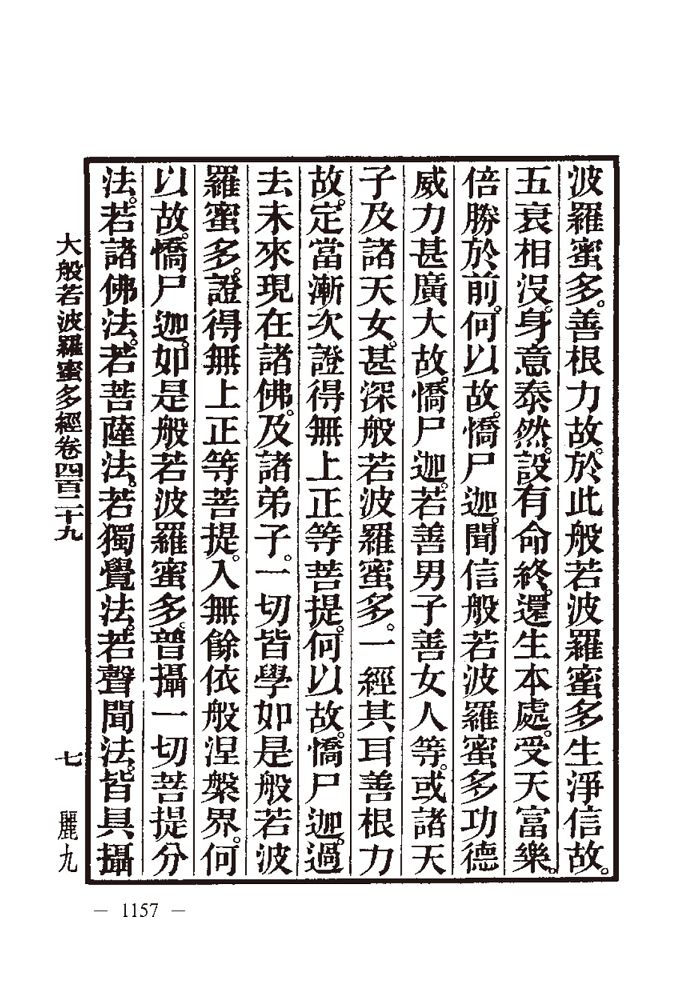 波羅蜜多。善根力故。於此般若波羅蜜多生淨信故。
五衰相沒。身意泰然。設有命終。還生本處。受天富樂。
倍勝於前。何以故。憍尸迦。聞信般若波羅蜜多功德
威力甚廣大故。憍尸迦。若善男子善女人等。或諸天
子及諸天女。甚深般若波羅蜜多。一經其耳善根力
故。定當漸次證得無上正等菩提。何以故。憍尸迦。過
去未來現在諸佛。及諸弟子。一切皆學如是般若波
羅蜜多。證得無上正等菩提。入無餘依般涅槃界。何
以故。憍尸迦。如是般若波羅蜜多。普攝一切菩提分
法。若諸佛法。若菩薩法。若獨覺法。若聲聞法。皆具攝
大般若波羅蜜多經卷四百二十九 七 麗九
— 1157 —